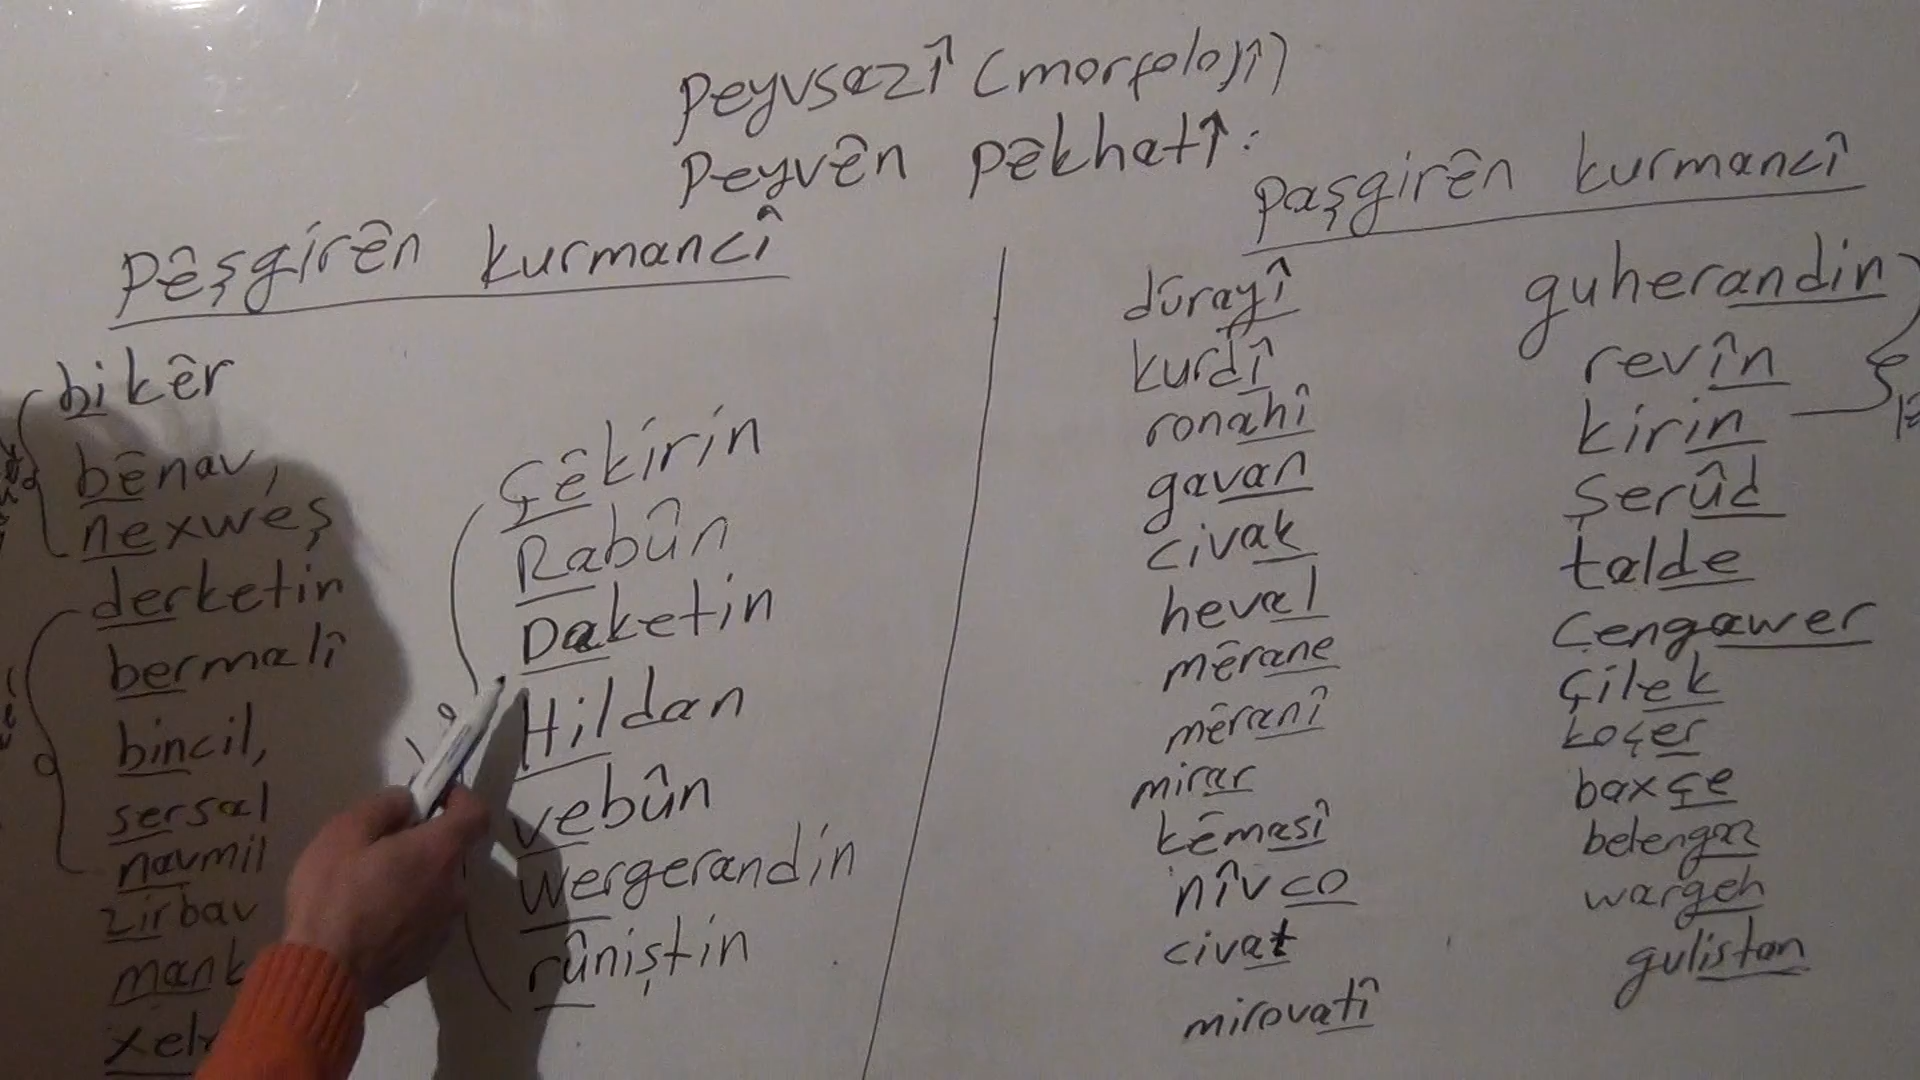 Peyvsazî (morfolojî)
Peyvên pêkhatî:
Pêşgirên kurmancî
bikêr
bênav,
nexweş
derketin
bermalî
bincil,
sersal
navmil
zirbav
Çêkirin
Rabûn
Daketin
Hildan
vebûn
wergerandin
rûniştin
paşgirên kurmancî
dûrayî
kurdî
ronahî
gavan
civak
heval
mêrane
mêranî
mirar
kêmasî
nîvco
civat
mirovatî
guherandin
revîn
kirin
Şerûd
talde
Cengawer
Çilek
koçer
baxçe
belengaz
wargeh
gulistan